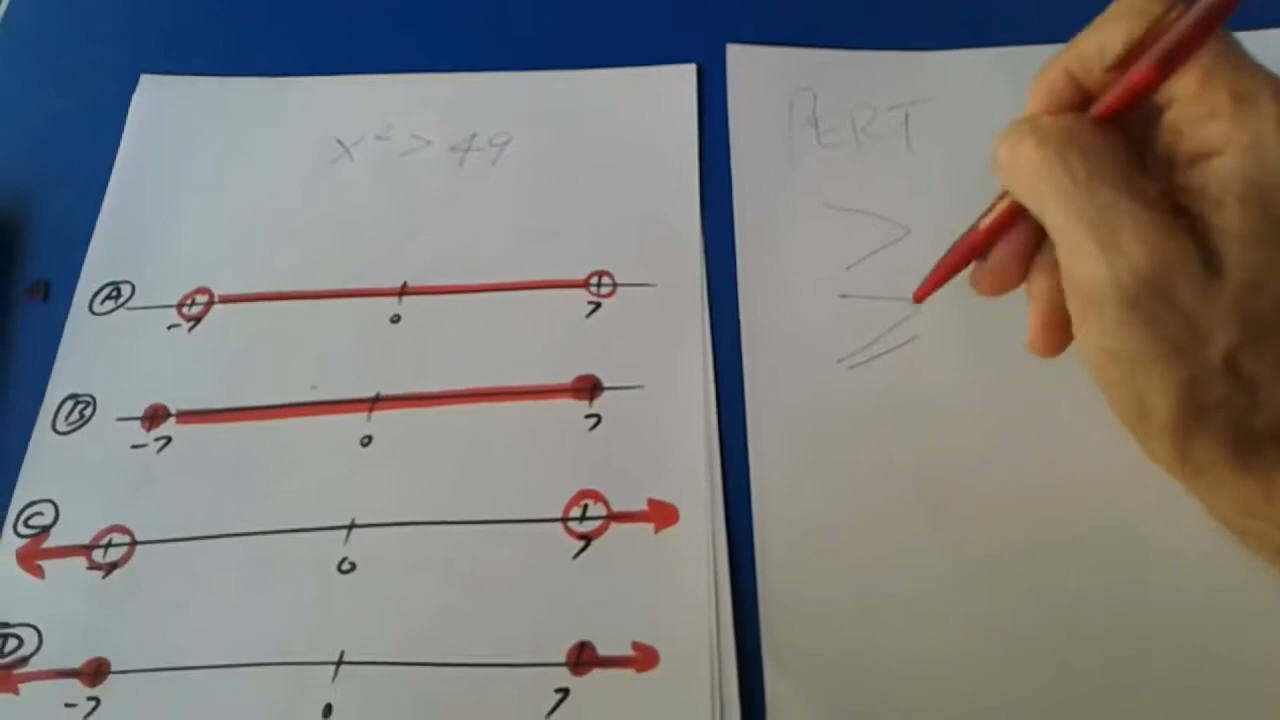 x² > 49
Ⓐ
-7 0 7
Ⓑ
-7 0 7
Ⓒ
-7 0 7
Ⓓ
-7 0 7
PERT
>
≥